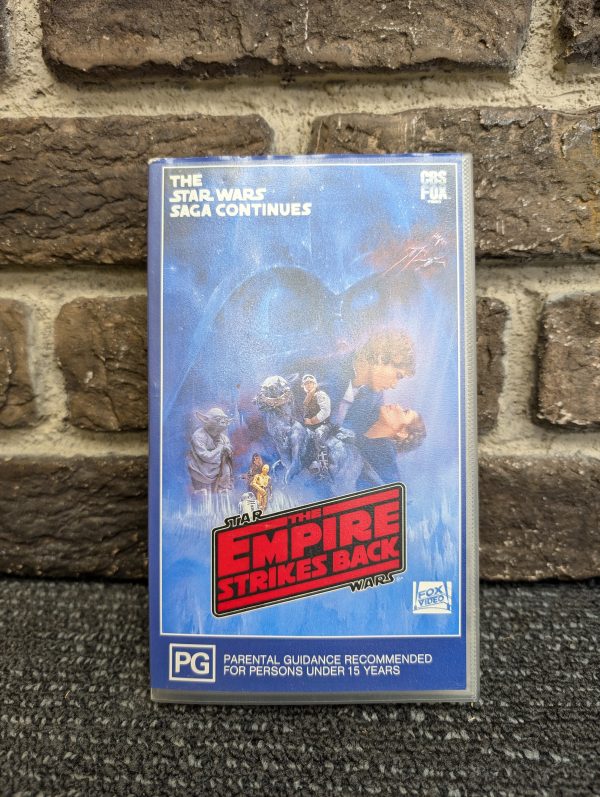 THE
STAR WARS
SAGA CONTINUES
CBS
FOX
STAR
THE
EMPIRE
STRIKES BACK
WARS
FOX
VIDEO
PG
PARENTAL GUIDANCE RECOMMENDED
FOR PERSONS UNDER 15 YEARS